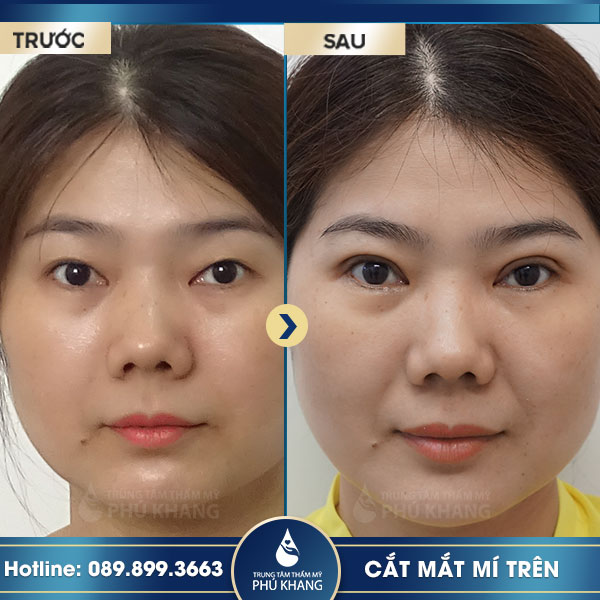 TRƯỚC
SAU
TRUNG TÂM THẨM MỸ
PHÚ KHANG
TRUNG TÂM THẨM MỸ
PHÚ KHANG
Hotline: 089.899.3663
TRUNG TÂM THẨM MỸ
PHÚ KHANG
CẮT MẮT MÍ TRÊN